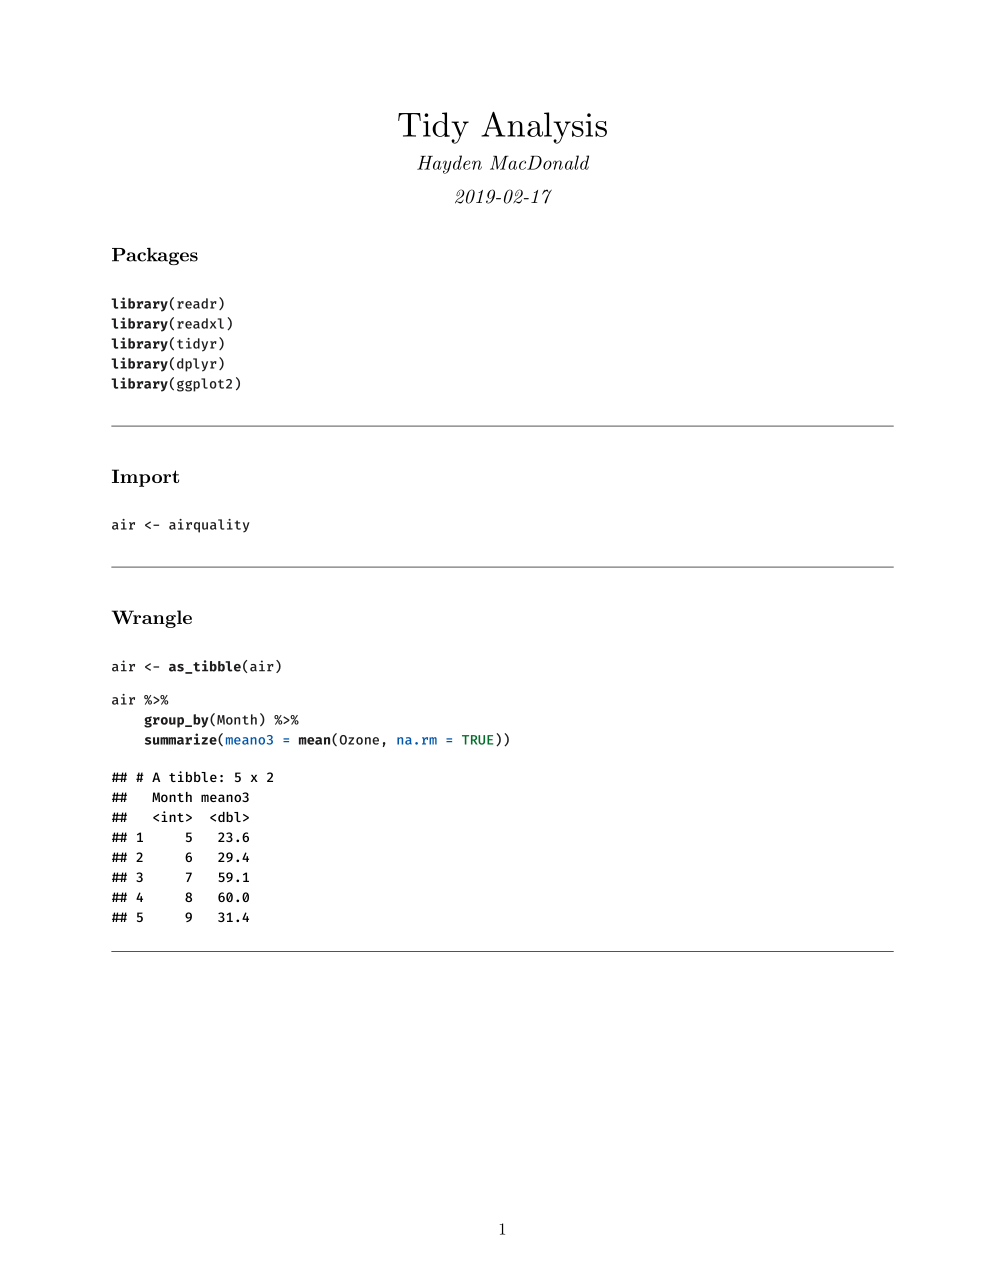 Tidy Analysis
Hayden MacDonald
2019-02-17
Packages
library(readr)
library(readxl)
library(tidyr)
library(dplyr)
library(ggplot2)
Import
air <- airquality
Wrangle
air <- as_tibble(air)
air %>%
    group_by(Month) %>%
    summarize(meano3 = mean(Ozone, na.rm = TRUE))
## # A tibble: 5 x 2
##   Month meano3
##   <int>  <dbl>
## 1     5   23.6
## 2     6   29.4
## 3     7   59.1
## 4     8   60.0
## 5     9   31.4
1